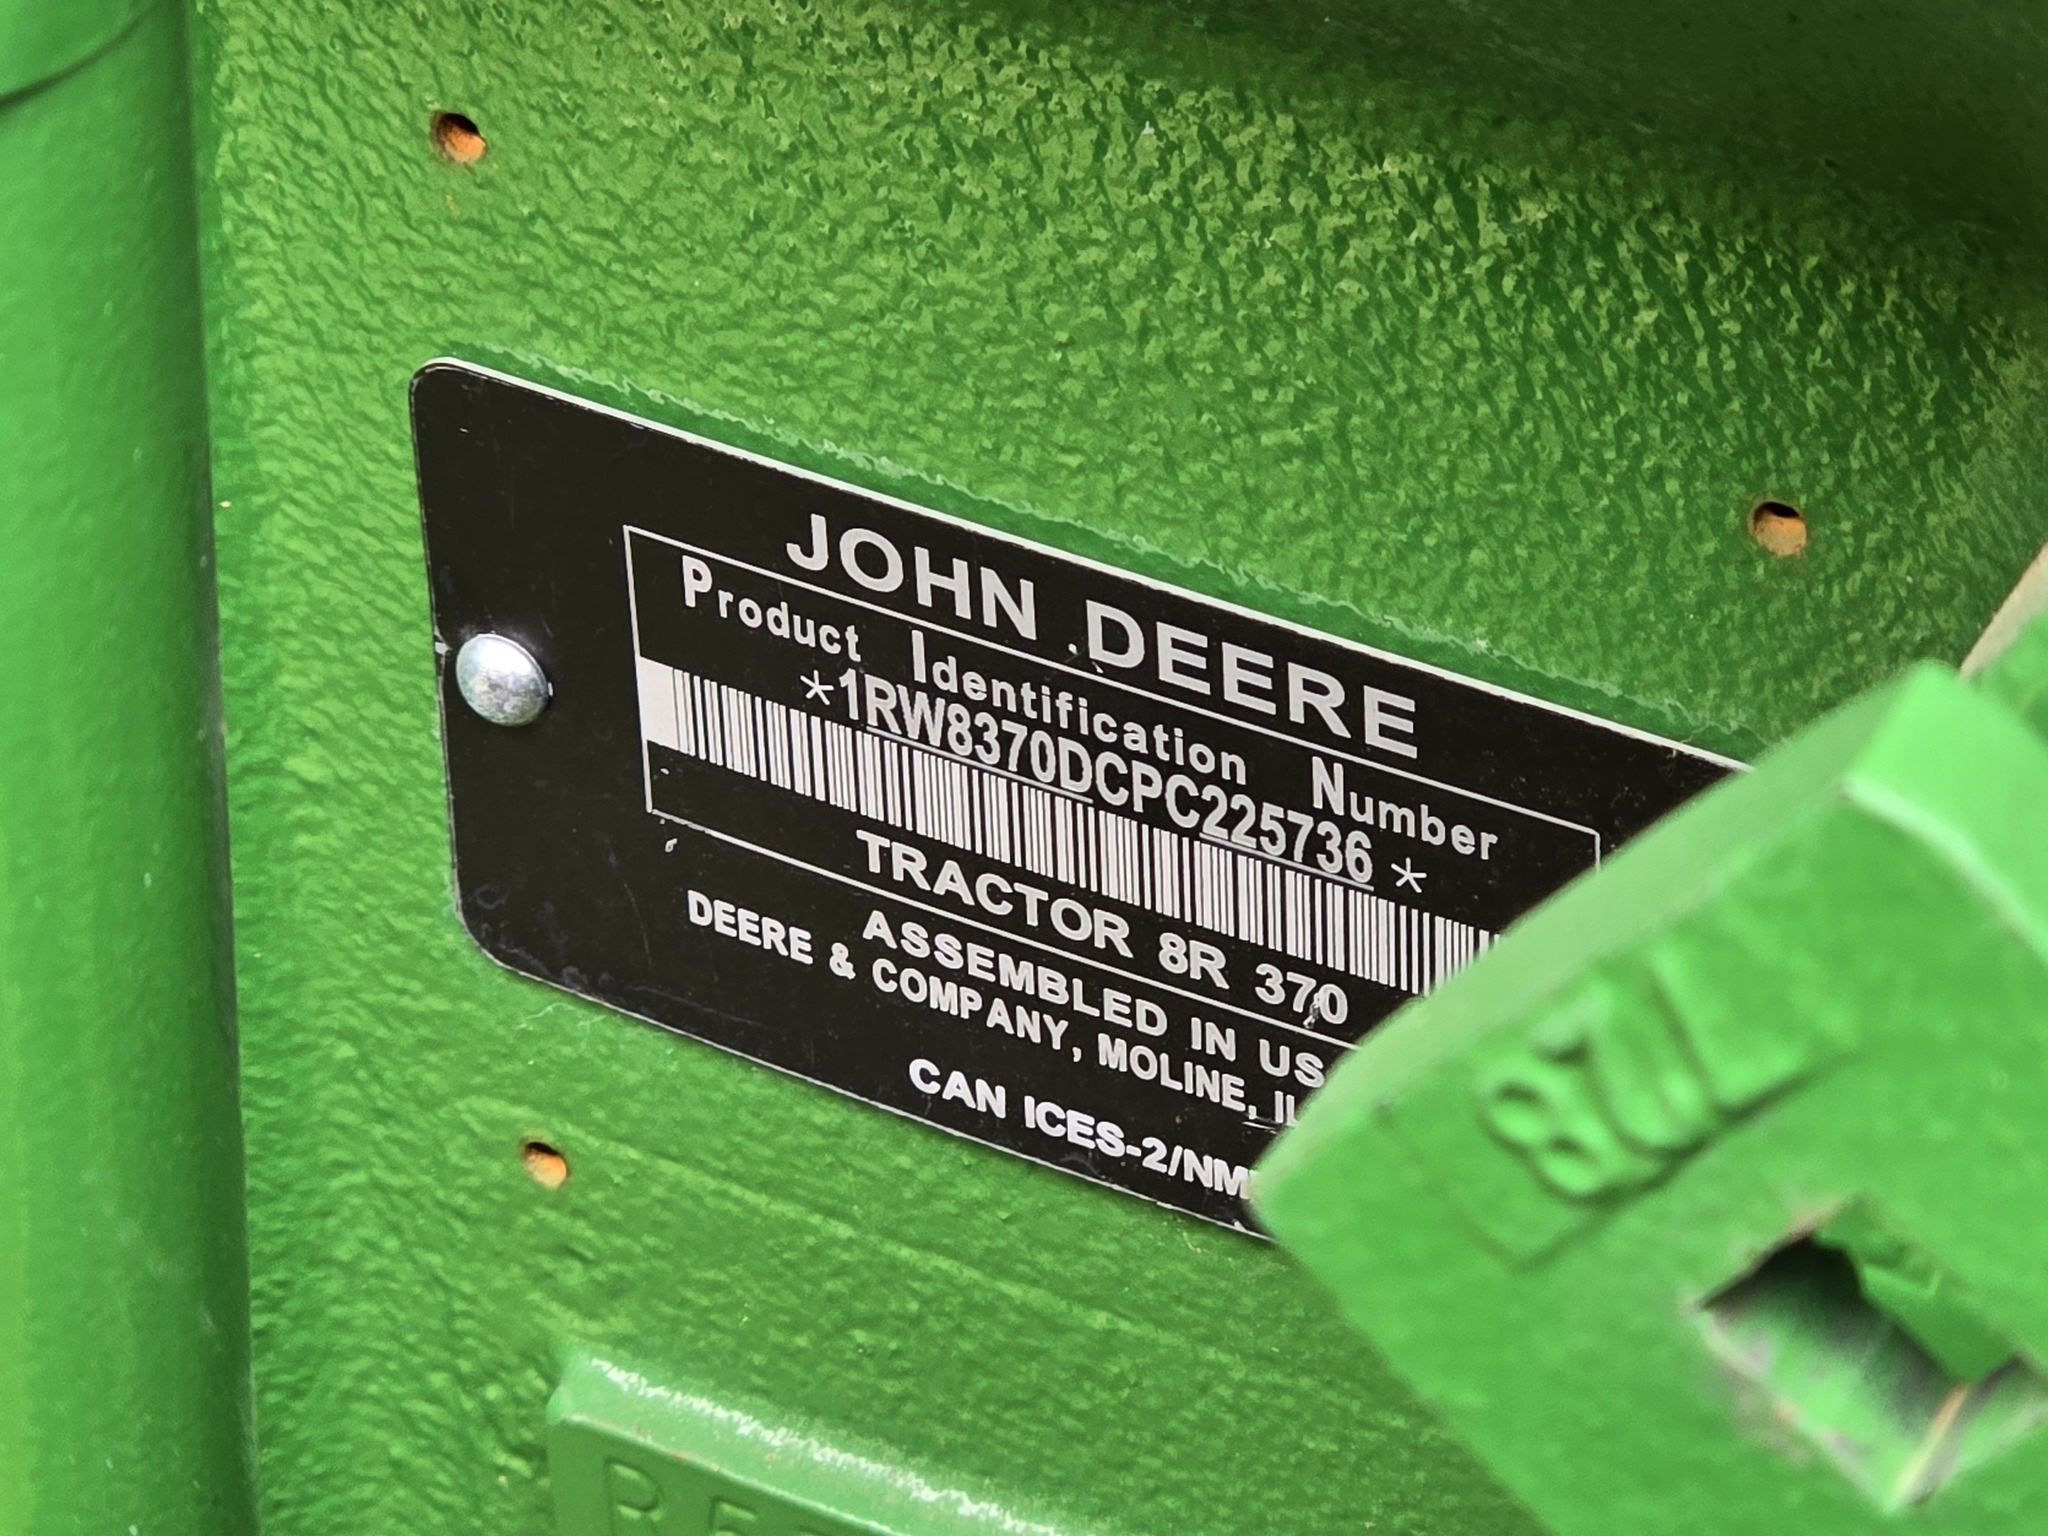 JOHN DEERE
Product Identification Number
*1RW8370DCPC225736*
TRACTOR 8R 370
ASSEMBLED IN US
DEERE & COMPANY, MOLINE, IL
CAN ICES-2/NM